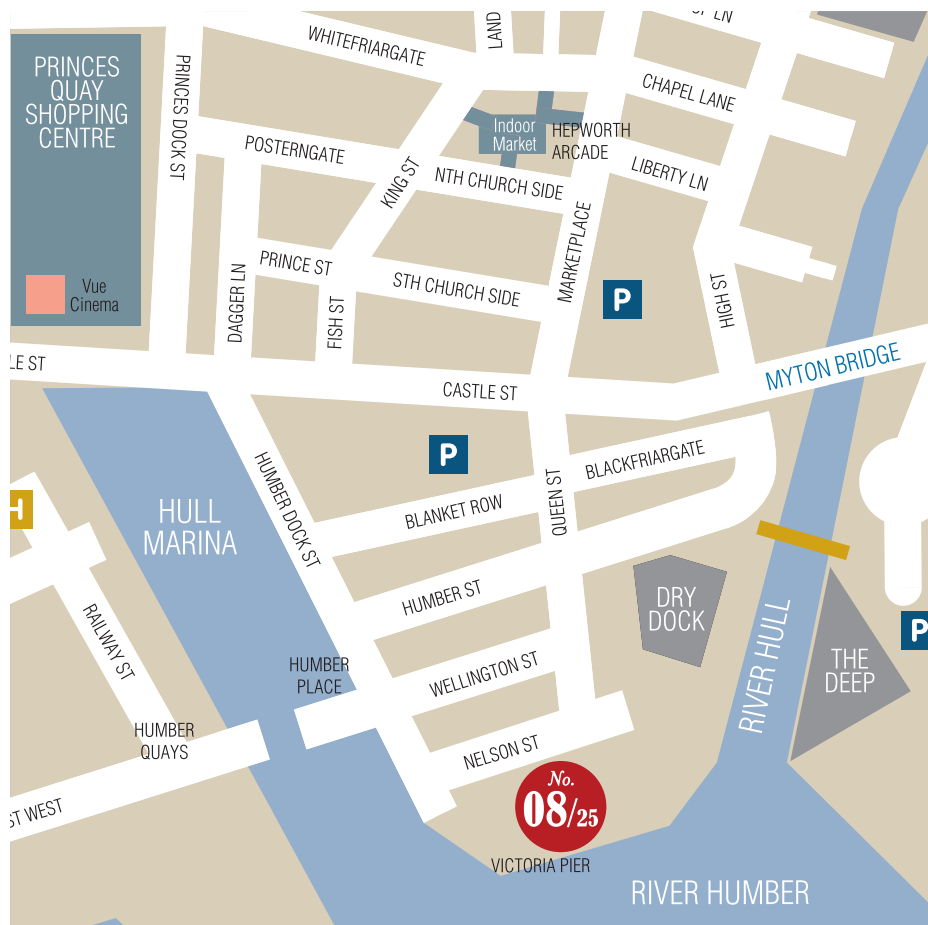 LAND
WHITEFRIARGATE
PRINCES
QUAY
SHOPPING
CENTRE
PRINCES DOCK ST
CHAPEL LANE
Indoor
Market
HEPWORTH
ARCADE
POSTERNGATE
KING ST
NTH CHURCH SIDE
LIBERTY LN
MARKETPLACE
PRINCE ST
STH CHURCH SIDE
Vue
Cinema
DAGGER LN
FISH ST
P
HIGH ST
LE ST
CASTLE ST
MYTON BRIDGE
P
HUMBER DOCK ST
BLANKET ROW
QUEEN ST
BLACKFRIARGATE
H
HULL
MARINA
HUMBER ST
DRY
DOCK
RAILWAY ST
HUMBER
PLACE
WELLINGTON ST
RIVER HULL
THE
DEEP
P
HUMBER
QUAYS
NELSON ST
ST WEST
No.
08/25
VICTORIA PIER
RIVER HUMBER